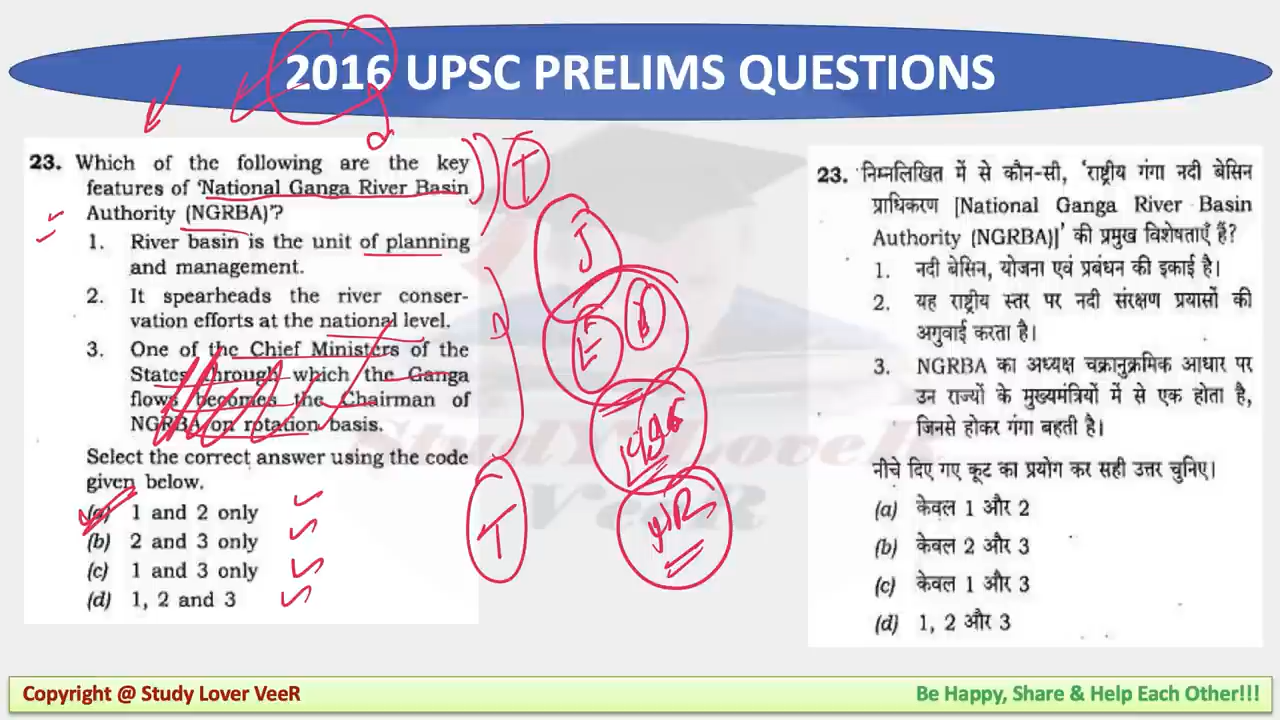 2016 UPSC PRELIMS QUESTIONS
23. Which of the following are the key
features of 'National Ganga River Basin
Authority (NGRBA)'?
1. River basin is the unit of planning
and management.
2. It spearheads the river conser-
vation efforts at the national level.
3. One of the Chief Ministers of the
States through which the Ganga
flows becomes the Chairman of
NGRBA on rotation basis.
Select the correct answer using the code
given below.
(a) 1 and 2 only
(b) 2 and 3 only
(c) 1 and 3 only
(d) 1, 2 and 3
T
J
E
B
T
23. निम्नलिखित में से कौन-सी, 'राष्ट्रीय गंगा नदी बेसिन
प्राधिकरण [National Ganga River Basin
Authority (NGRBA)]' की प्रमुख विशेषताएँ हैं?
1. नदी बेसिन, योजना एवं प्रबंधन की इकाई है।
2. यह राष्ट्रीय स्तर पर नदी संरक्षण प्रयासों की
अगुवाई करता है।
3. NGRBA का अध्यक्ष चक्रानुक्रमिक आधार पर
उन राज्यों के मुख्यमंत्रियों में से एक होता है,
जिनसे होकर गंगा बहती है।
नीचे दिए गए कूट का प्रयोग कर सही उत्तर चुनिए।
(a) केवल 1 और 2
(b) केवल 2 और 3
(c) केवल 1 और 3
(d) 1, 2 और 3
StudY LoveR
VeeR
Copyright @ Study Lover VeeR
Be Happy, Share & Help Each Other!!!